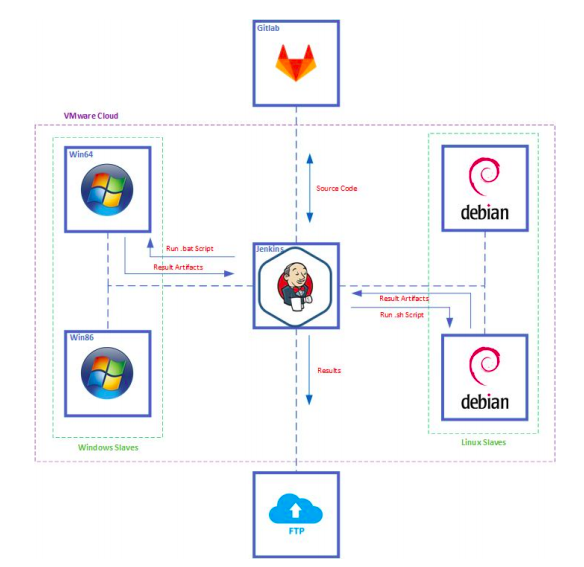 Gitlab
VMware Cloud
Win64
debian
Source Code
Run .bat Script
Jenkins
Result Artifacts
Result Artifacts
Run .sh Script
Win86
Results
debian
Windows Slaves
Linux Slaves
FTP